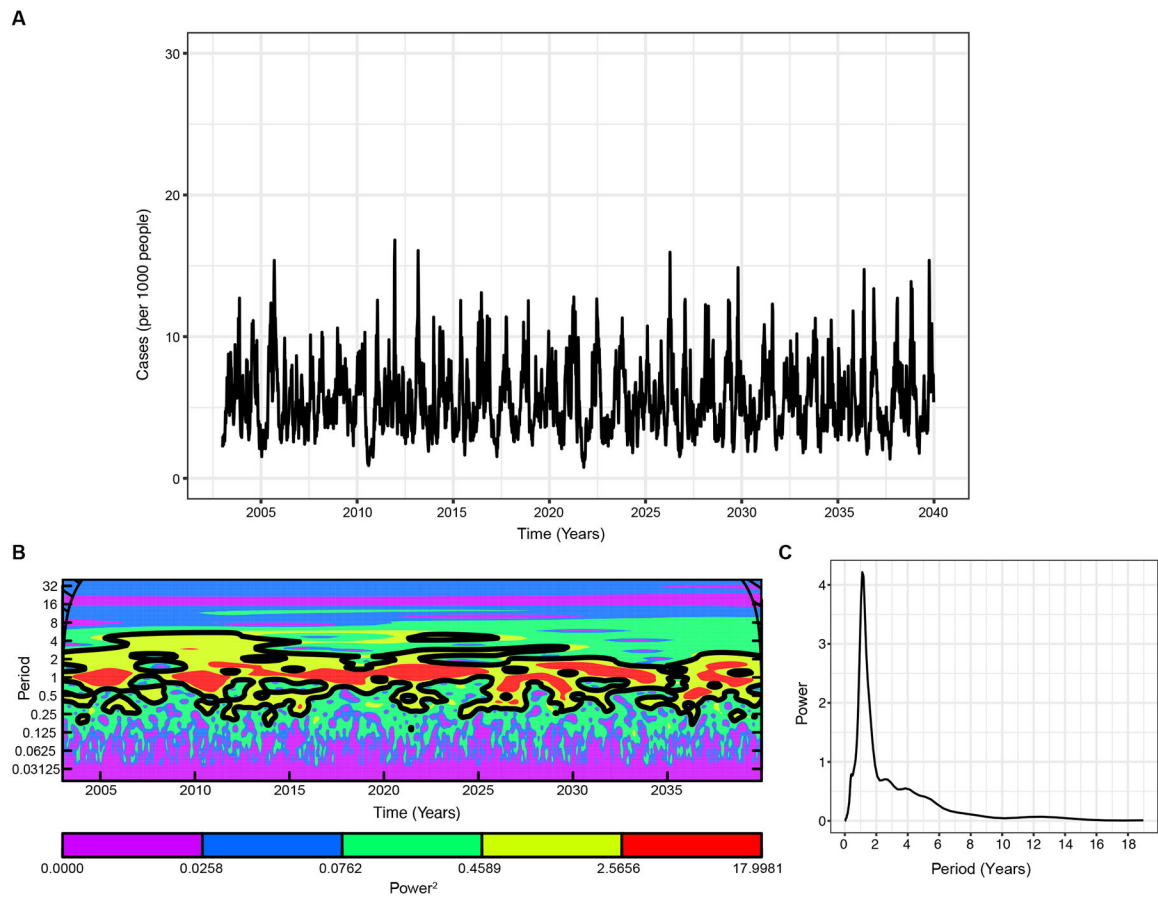 A
30
20
10
0
Cases (per 1000 people)
2005 2010 2015 2020 2025 2030 2035 2040
Time (Years)
B
32
16
8
4
2
1
0.5
0.25
0.125
0.0625
0.03125
Period
2005 2010 2015 2020 2025 2030 2035
Time (Years)
0.0000 0.0258 0.0762 0.4589 2.5656 17.9981
Power²
C
4
3
2
1
0
Power
0 2 4 6 8 10 12 14 16 18
Period (Years)